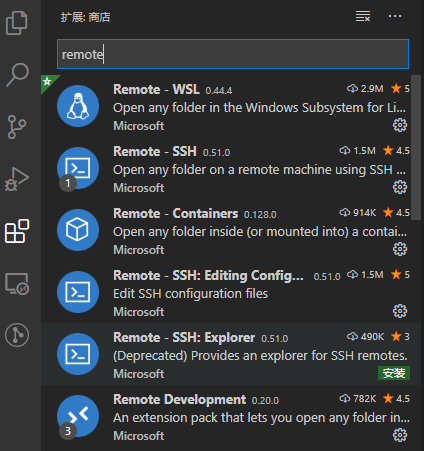 扩展: 商店
remote
Remote - WSL 0.44.4 2.9M 5
Open any folder in the Windows Subsystem for Li...
Microsoft
Remote - SSH 0.51.0 1.5M 4.5
Open any folder on a remote machine using SSH ...
1
Microsoft
Remote - Containers 0.128.0 914K 4.5
Open any folder inside (or mounted into) a contai...
Microsoft
Remote - SSH: Editing Config... 0.51.0 1.5M 5
Edit SSH configuration files
Microsoft
Remote - SSH: Explorer 0.51.0 490K 3
(Deprecated) Provides an explorer for SSH remotes.
Microsoft 安装
Remote Development 0.20.0 782K 4.5
An extension pack that lets you open any folder in...
3
Microsoft